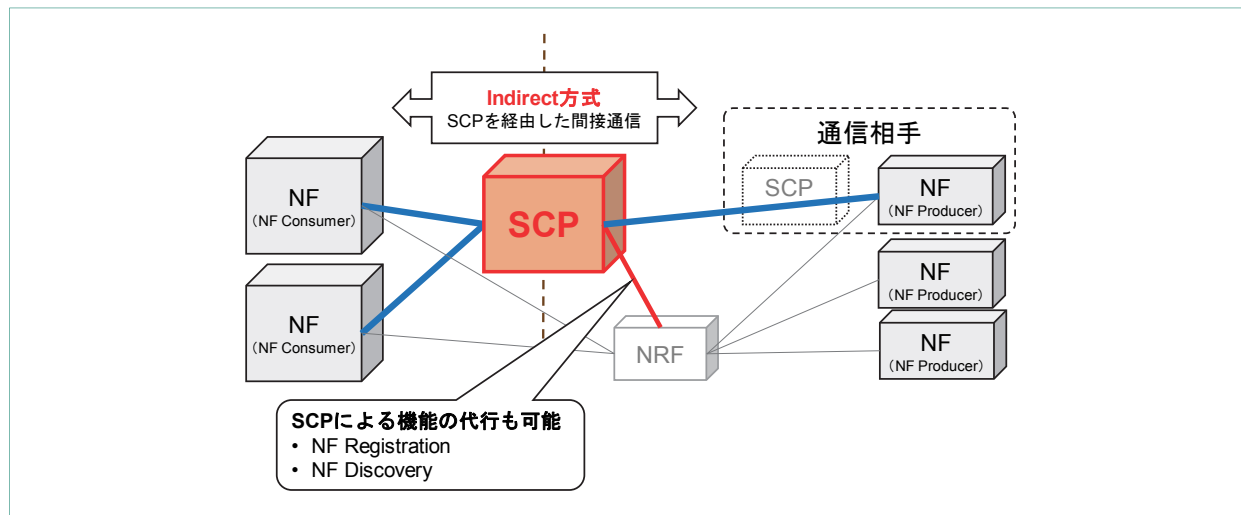 Indirect方式
SCPを経由した間接通信
通信相手
NF
（NF Consumer）
SCP
SCP
NF
（NF Producer）
NF
（NF Consumer）
NF
（NF Producer）
NRF
NF
（NF Producer）
SCPによる機能の代行も可能
• NF Registration
• NF Discovery